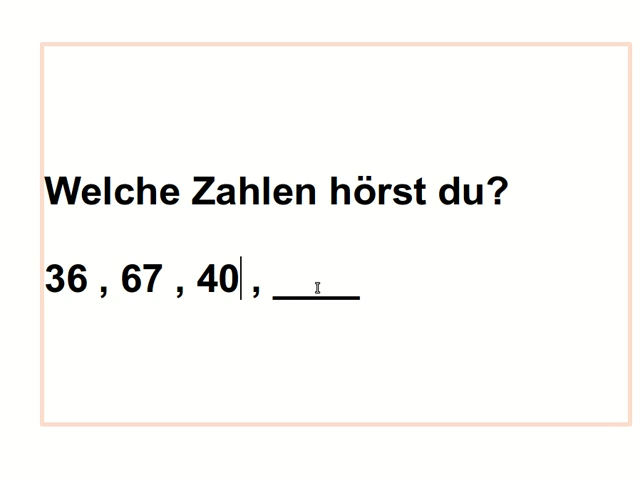 Welche Zahlen hörst du?
36 , 67 , 40 , ____